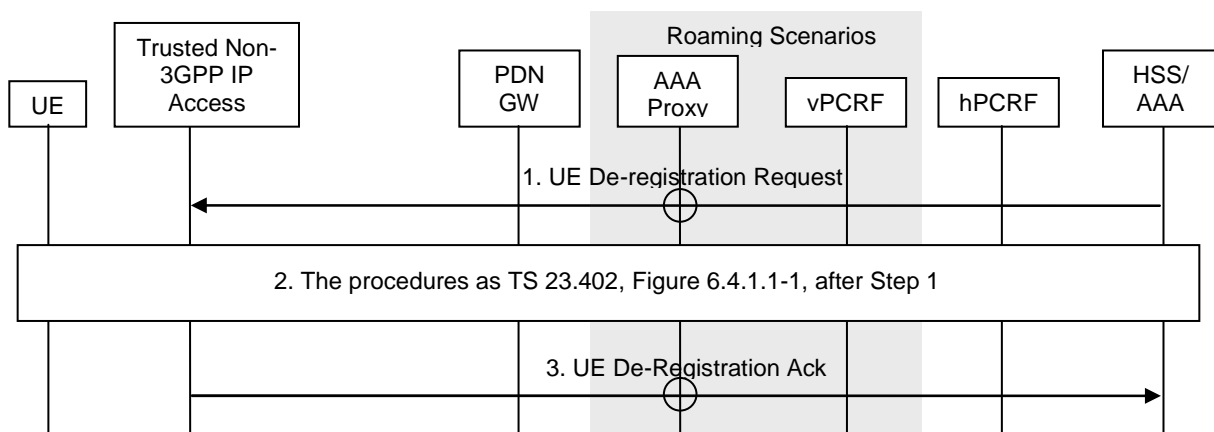 Roaming Scenarios
UE
Trusted Non-
3GPP IP
Access
PDN
GW
AAA
Proxy
vPCRF
hPCRF
HSS/
AAA
1. UE De-registration Request
2. The procedures as TS 23.402, Figure 6.4.1.1-1, after Step 1
3. UE De-Registration Ack